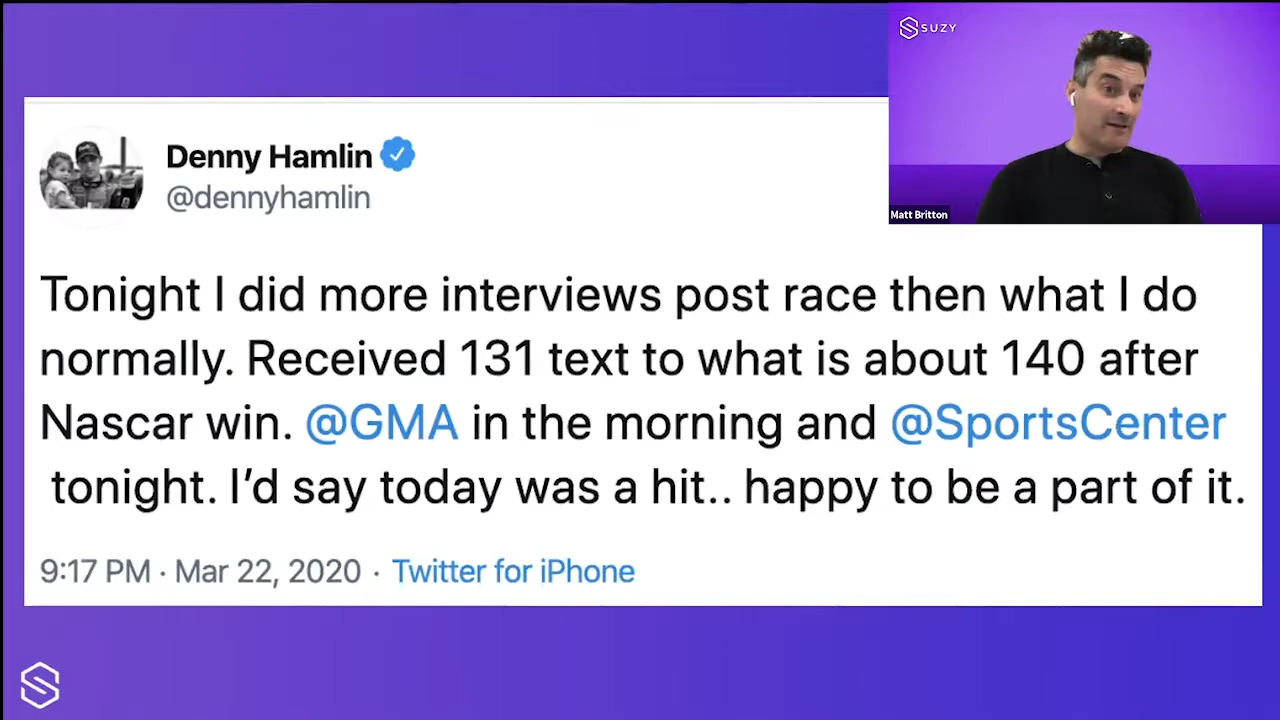 SUZY
Matt Britton
Denny Hamlin
@dennyhamlin
Tonight I did more interviews post race then what I do
normally. Received 131 text to what is about 140 after
Nascar win. @GMA in the morning and @SportsCenter
tonight. I’d say today was a hit.. happy to be a part of it.
9:17 PM · Mar 22, 2020 · Twitter for iPhone